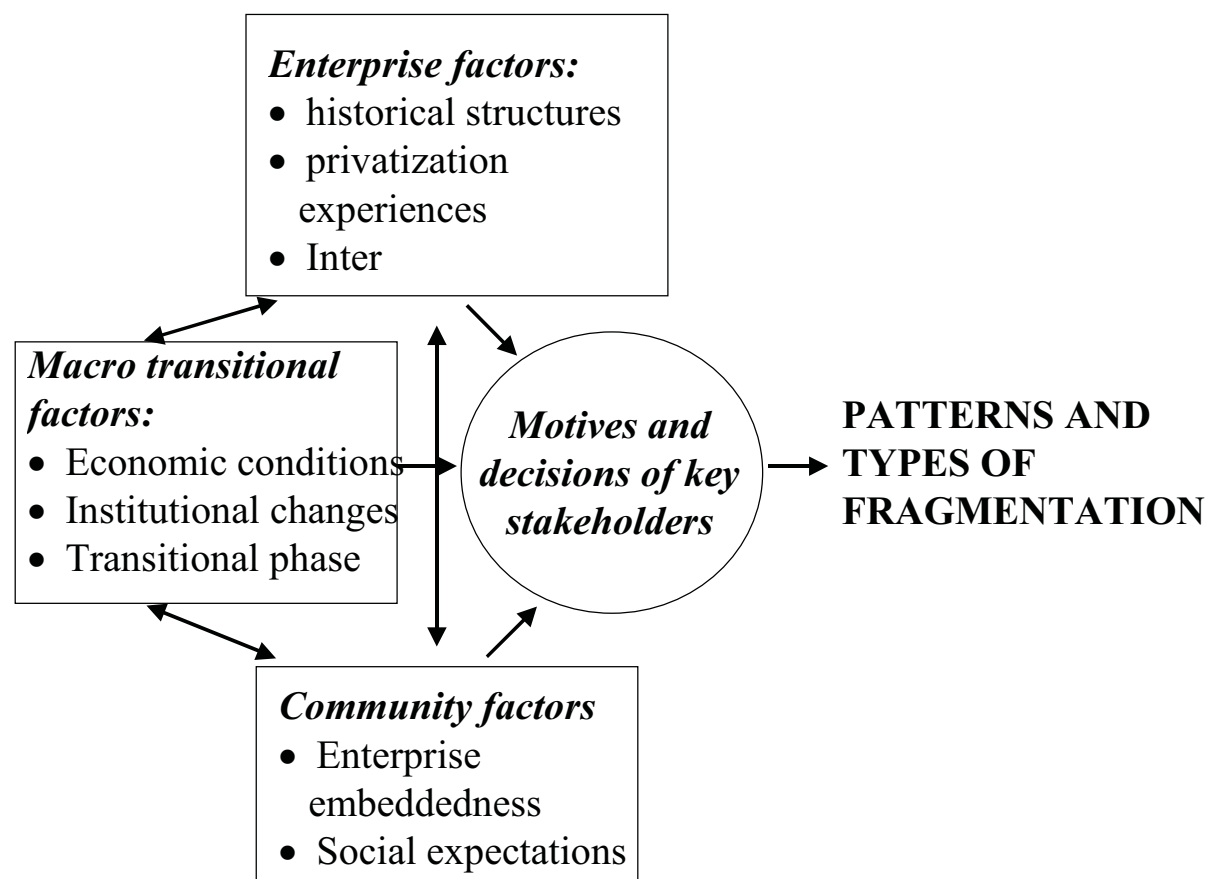 Enterprise factors:
• historical structures
• privatization
experiences
• Inter
Macro transitional
factors:
• Economic conditions
• Institutional changes
• Transitional phase
Motives and
decisions of key
stakeholders
PATTERNS AND
TYPES OF
FRAGMENTATION
Community factors
• Enterprise
embeddedness
• Social expectations